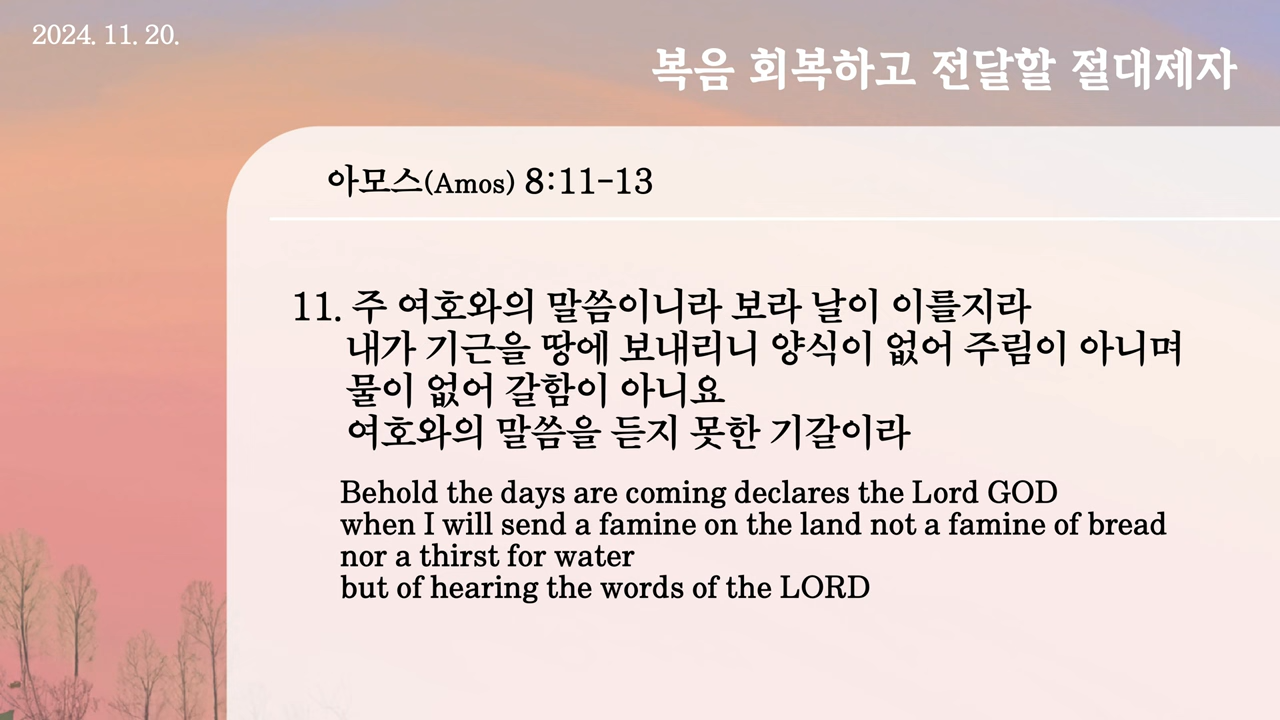 2024. 11. 20.
복음 회복하고 전달할 절대제자
아모스(Amos) 8:11-13
11. 주 여호와의 말씀이니라 보라 날이 이를지라
내가 기근을 땅에 보내리니 양식이 없어 주림이 아니며
물이 없어 갈함이 아니요
여호와의 말씀을 듣지 못한 기갈이라
Behold the days are coming declares the Lord GOD
when I will send a famine on the land not a famine of bread
nor a thirst for water
but of hearing the words of the LORD